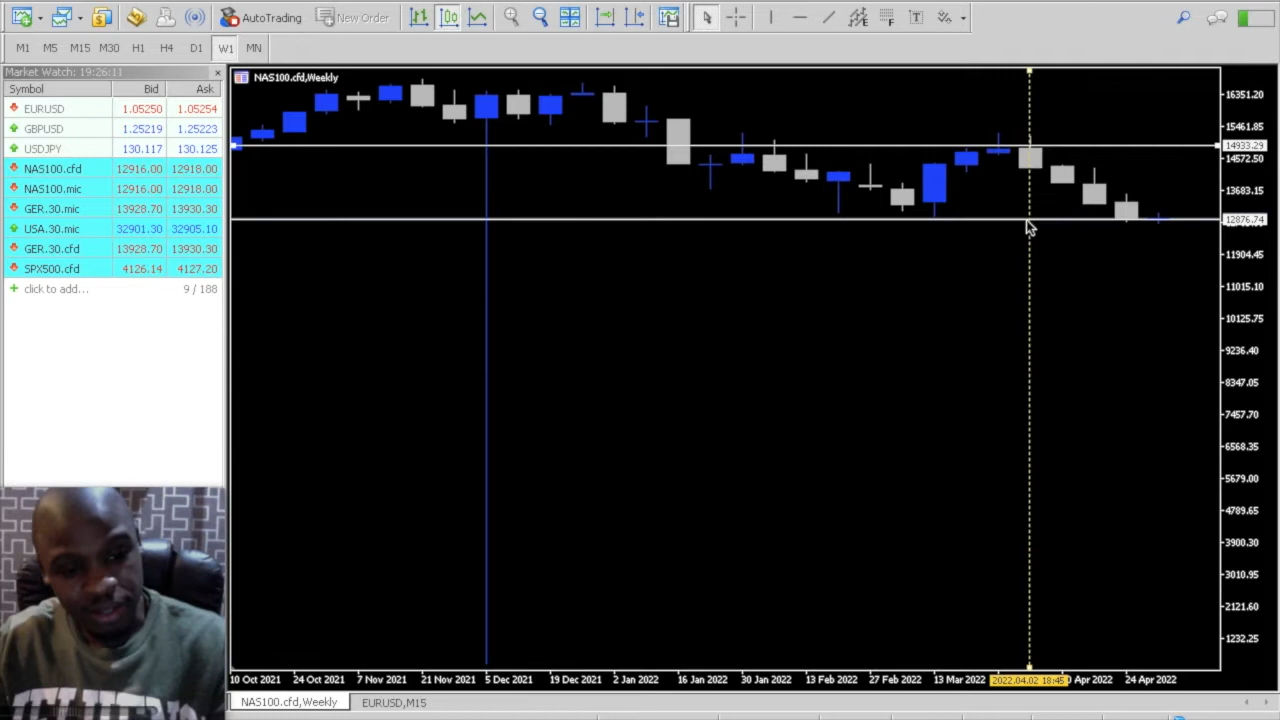 AutoTrading New Order
M1 M5 M15 M30 H1 H4 D1 W1 MN
Market Watch: 19:26:11
Symbol Bid Ask
EURUSD 1.05250 1.05254
GBPUSD 1.25219 1.25223
USDJPY 130.117 130.125
NAS100.cfd 12916.00 12918.00
NAS100.mic 12916.00 12918.00
GER.30.mic 13928.70 13930.30
USA.30.mic 32901.30 32905.10
GER.30.cfd 13928.70 13930.30
SPX500.cfd 4126.14 4127.20
click to add... 9 / 188
NAS100.cfd,Weekly
16351.20
15461.85
14933.29
14572.50
13683.15
12876.74
11904.45
11015.10
10125.75
9236.40
8347.05
7457.70
6568.35
5679.00
4789.65
3900.30
3010.95
2121.60
1232.25
10 Oct 2021 24 Oct 2021 7 Nov 2021 21 Nov 2021 5 Dec 2021 19 Dec 2021 2 Jan 2022 16 Jan 2022 30 Jan 2022 13 Feb 2022 27 Feb 2022 13 Mar 2022 2022.04.02 18:45 Apr 2022 24 Apr 2022
NAS100.cfd,Weekly EURUSD,M15